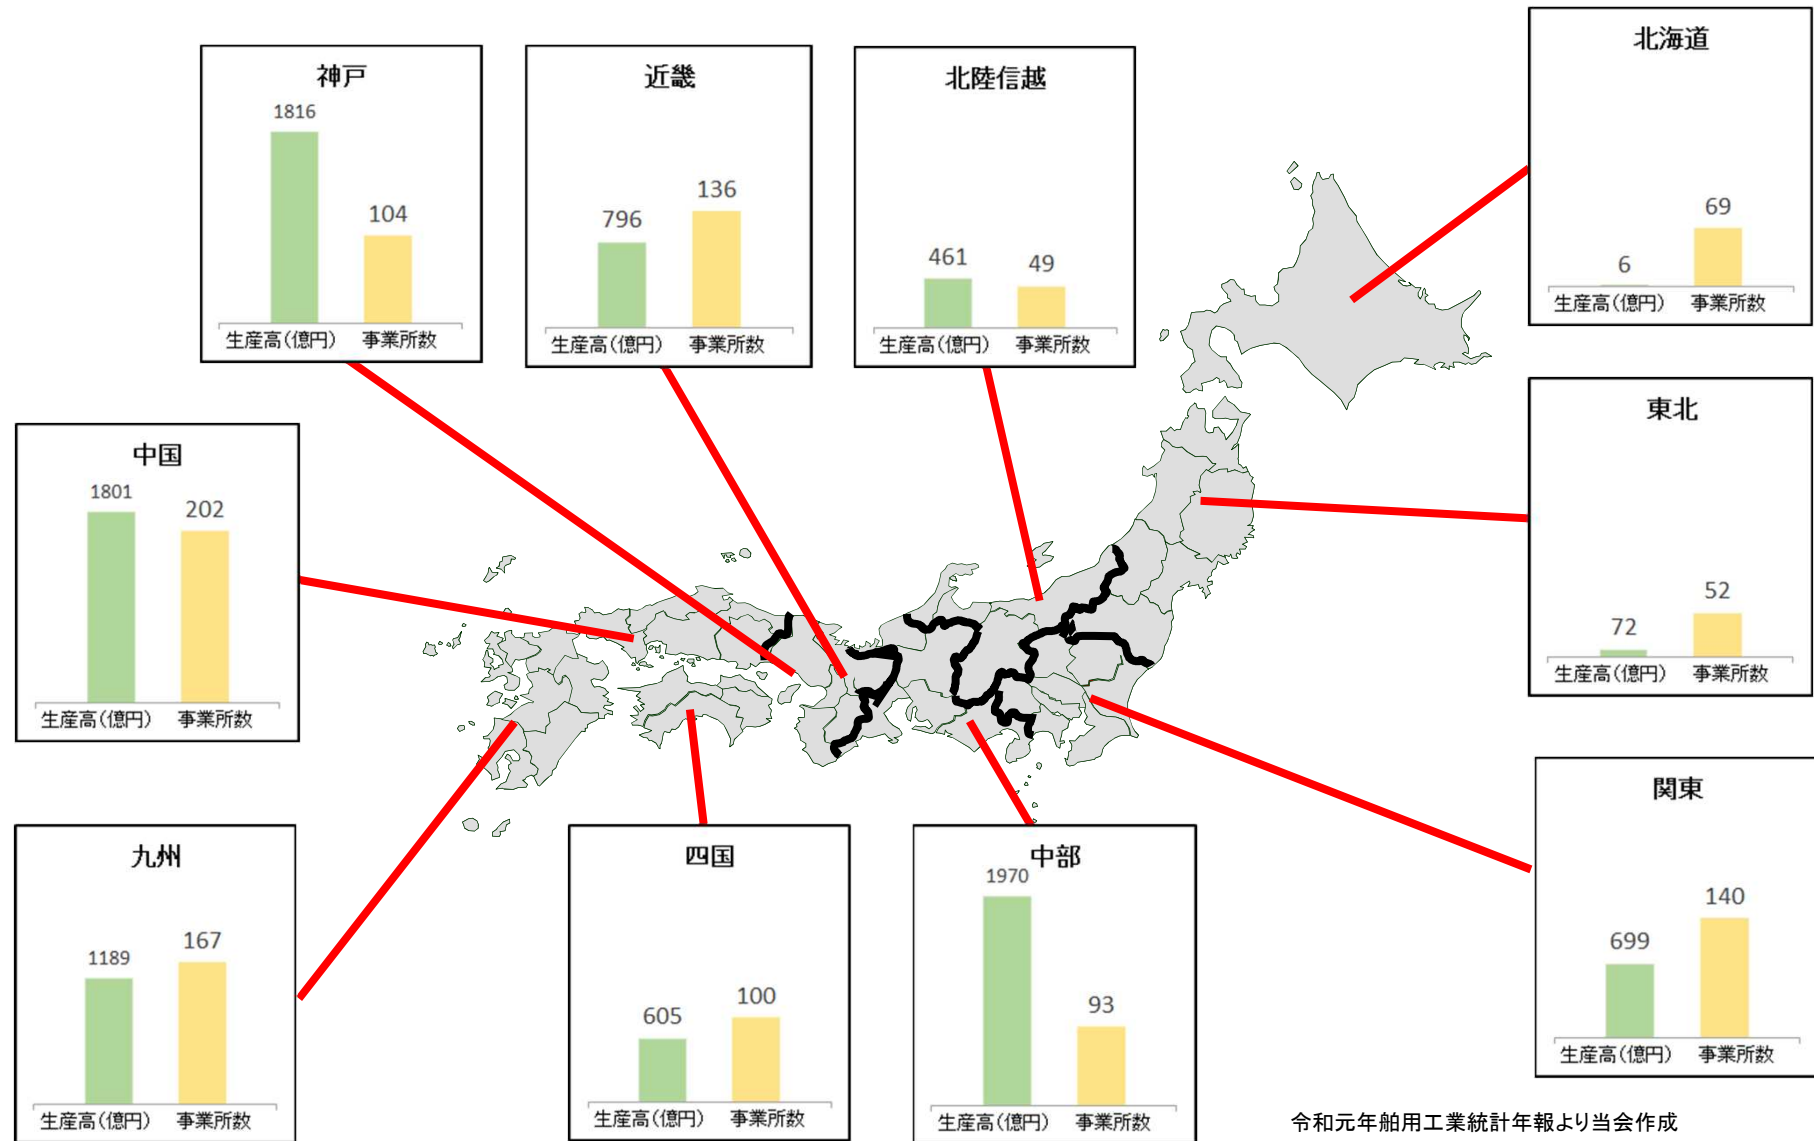 神戸
1816
104
生産高(億円) 事業所数
近畿
796
136
生産高(億円) 事業所数
北陸信越
461
49
生産高(億円) 事業所数
北海道
6
69
生産高(億円) 事業所数
中国
1801
202
生産高(億円) 事業所数
東北
72
52
生産高(億円) 事業所数
九州
1189
167
生産高(億円) 事業所数
四国
605
100
生産高(億円) 事業所数
中部
1970
93
生産高(億円) 事業所数
関東
699
140
生産高(億円) 事業所数
令和元年舶用工業統計年報より当会作成